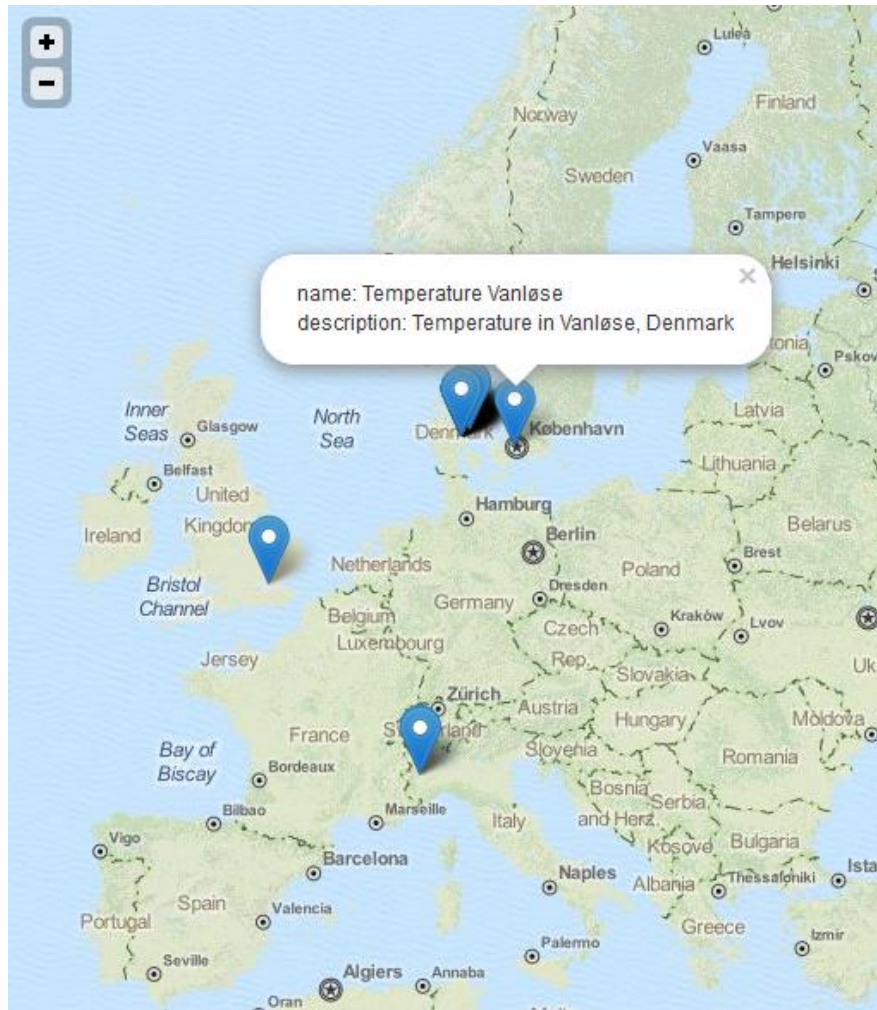 +
Luleå
−
Finland
Norway
Vaasa
Sweden
Tampere
Helsinki
×
name: Temperature Vanløse
description: Temperature in Vanløse, Denmark
Pskov
Inner
Seas
Glasgow
North
Sea
Denmark
København
Latvia
Lithuania
Belfast
United
Kingdom
Ireland
Hamburg
Berlin
Belarus
Netherlands
Poland
Brest
Bristol
Channel
Dresden
Belgium
Germany
Luxembourg
Czech
Rep.
Kraków
Lvov
Jersey
Slovakia
Uk
Zürich
Austria
France
Hungary
Moldova
Bay of
Biscay
Slovenia
Romania
Bordeaux
Bosnia
and Herz.
Serbia
Bilbao
Marseille
Italy
Kosovo
Bulgaria
Vigo
Barcelona
Naples
Albania
Thessaloniki
Ista
Spain
Portugal
Valencia
Greece
Izmir
Seville
Palermo
Algiers
Annaba
Oran